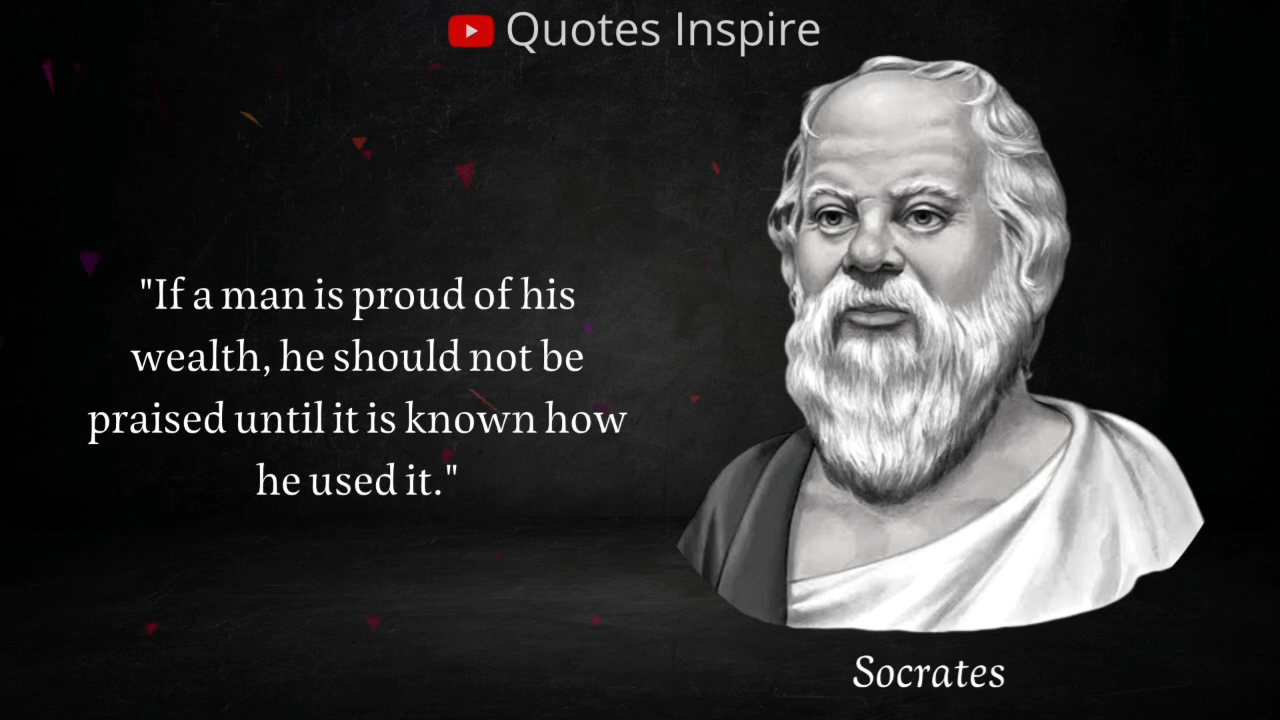 Quotes Inspire
"If a man is proud of his
wealth, he should not be
praised until it is known how
he used it."
Socrates